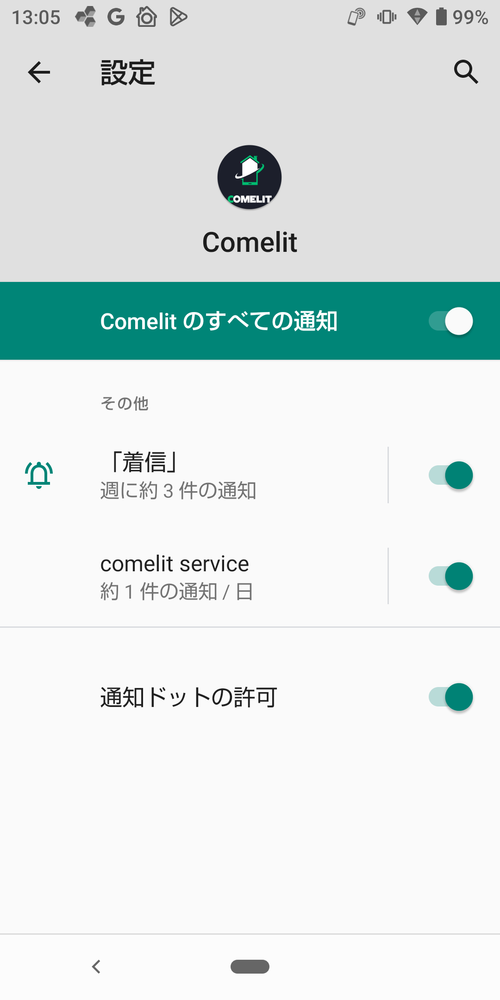 13:05
99%
設定
COMELIT
Comelit
Comelit のすべての通知
その他
「着信」
週に約 3 件の通知
comelit service
約 1 件の通知 / 日
通知ドットの許可